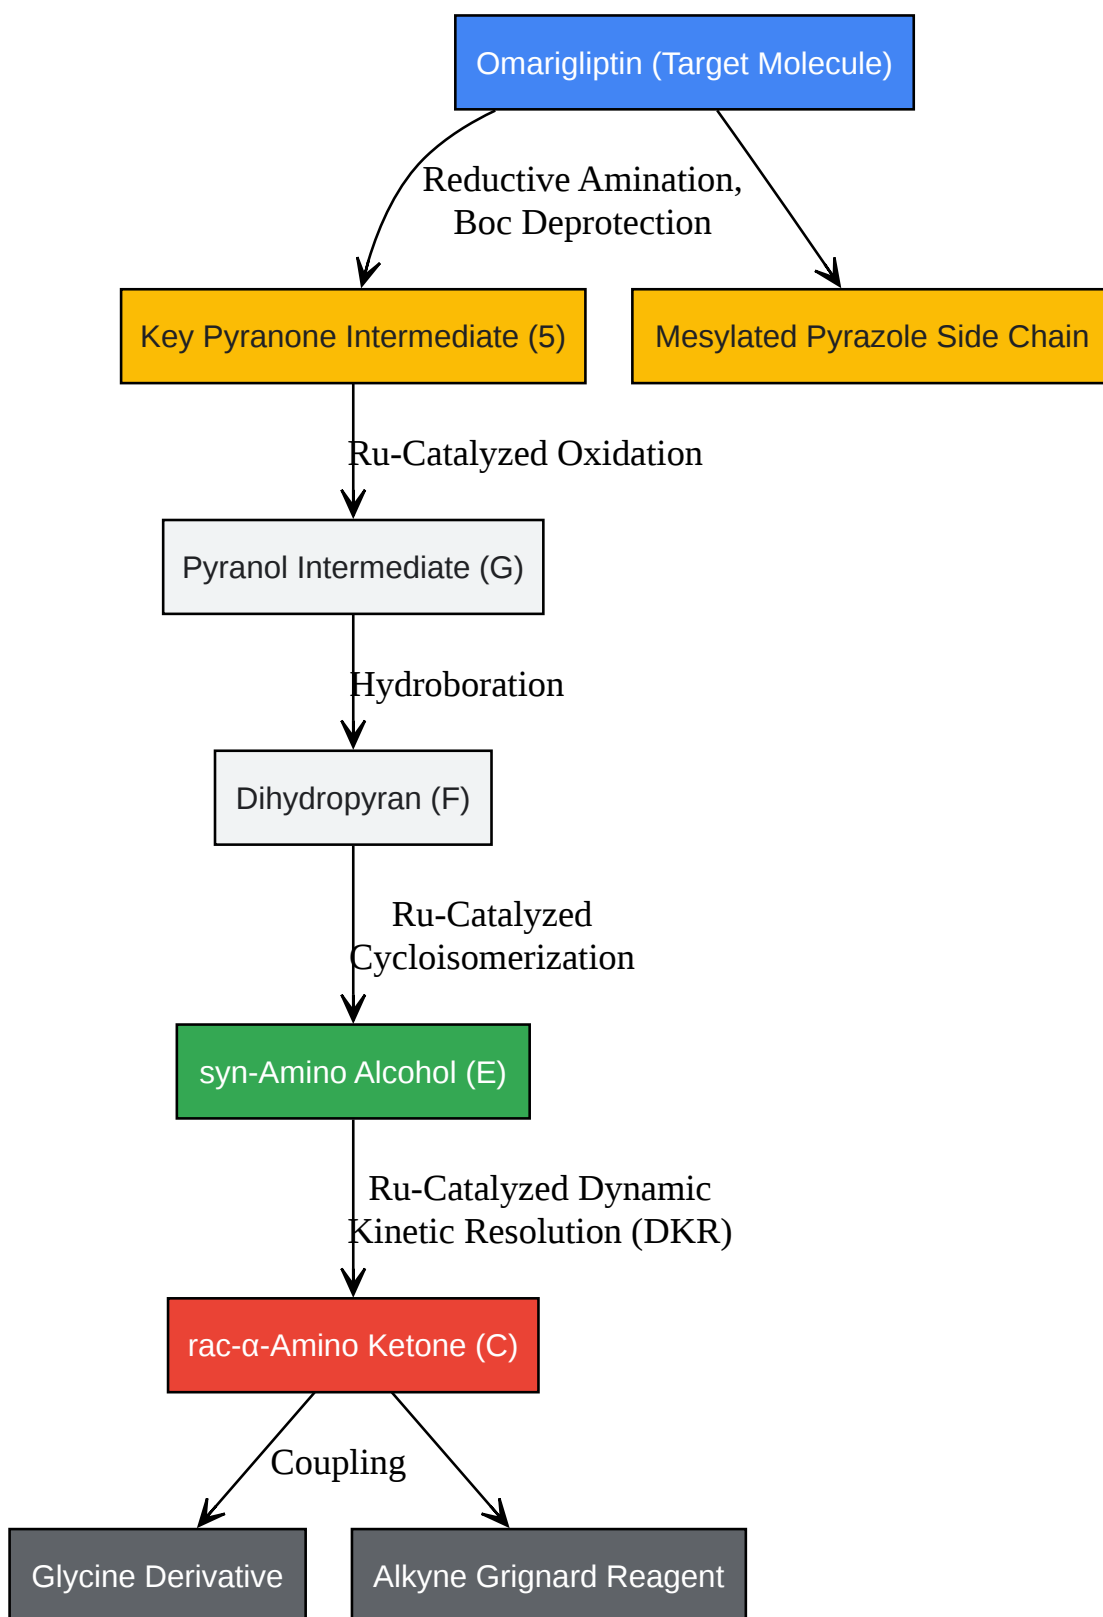 Omarigliptin (Target Molecule)
Reductive Amination,
Boc Deprotection
Key Pyranone Intermediate (5)
Mesylated Pyrazole Side Chain
Ru-Catalyzed Oxidation
Pyranol Intermediate (G)
Hydroboration
Dihydropyran (F)
Ru-Catalyzed
Cycloisomerization
syn-Amino Alcohol (E)
Ru-Catalyzed Dynamic
Kinetic Resolution (DKR)
rac-α-Amino Ketone (C)
Coupling
Glycine Derivative
Alkyne Grignard Reagent